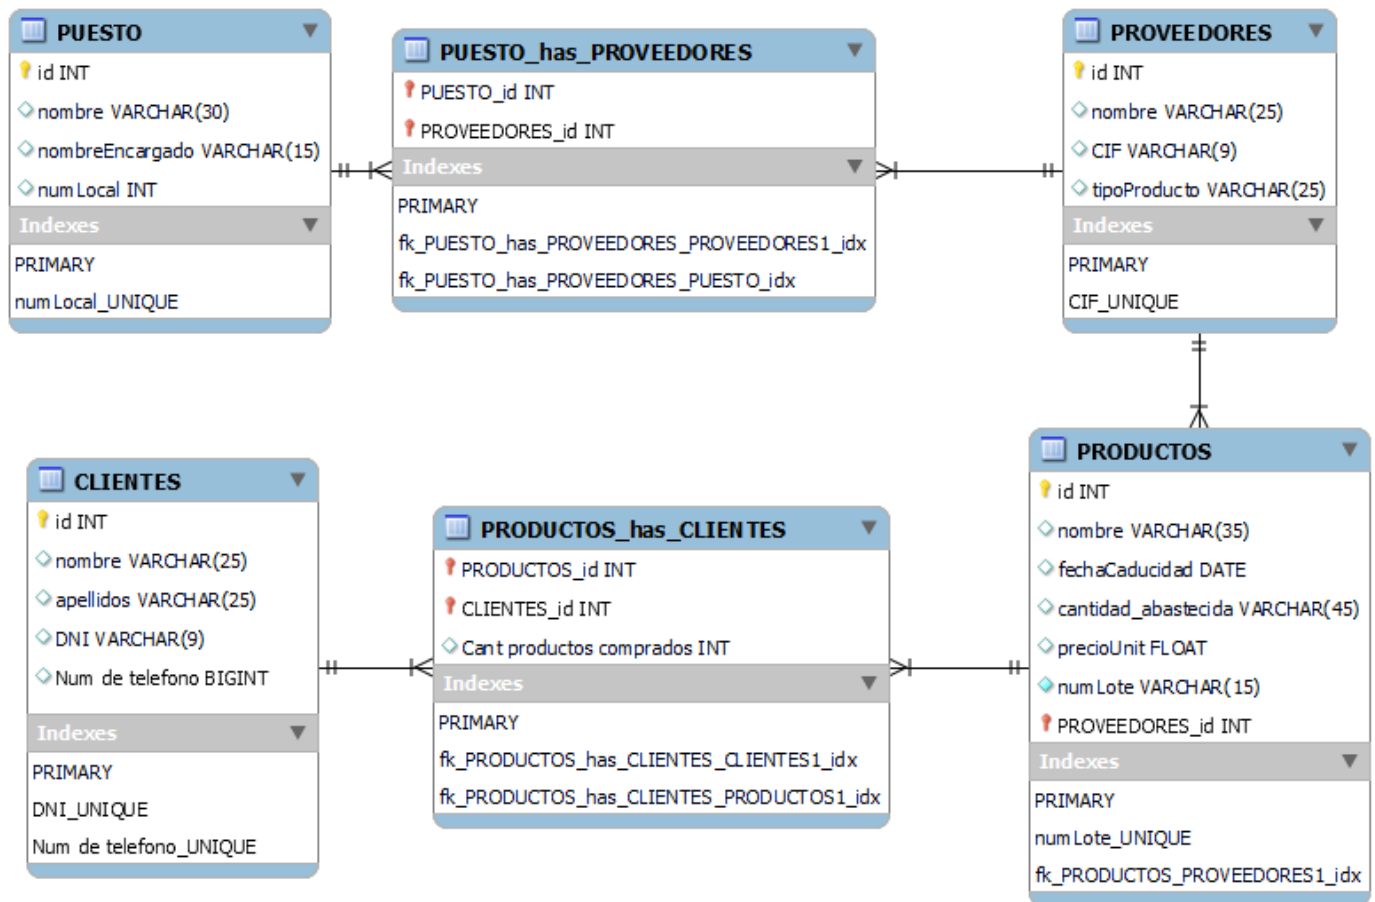 PUESTO
id INT
nombre VARCHAR(30)
nombreEncargado VARCHAR(15)
numLocal INT
Indexes
PRIMARY
numLocal_UNIQUE
PUESTO_has_PROVEEDORES
PUESTO_id INT
PROVEEDORES_id INT
Indexes
PRIMARY
fk_PUESTO_has_PROVEEDORES_PROVEEDORES1_idx
fk_PUESTO_has_PROVEEDORES_PUESTO_idx
PROVEEDORES
id INT
nombre VARCHAR(25)
CIF VARCHAR(9)
tipoProducto VARCHAR(25)
Indexes
PRIMARY
CIF_UNIQUE
CLIENTES
id INT
nombre VARCHAR(25)
apellidos VARCHAR(25)
DNI VARCHAR(9)
Num de telefono BIGINT
Indexes
PRIMARY
DNI_UNIQUE
Num de telefono_UNIQUE
PRODUCTOS_has_CLIENTES
PRODUCTOS_id INT
CLIENTES_id INT
Cant productos comprados INT
Indexes
PRIMARY
fk_PRODUCTOS_has_CLIENTES_CLIENTES1_idx
fk_PRODUCTOS_has_CLIENTES_PRODUCTOS1_idx
PRODUCTOS
id INT
nombre VARCHAR(35)
fechaCaducidad DATE
cantidad_abastecida VARCHAR(45)
precioUnit FLOAT
numLote VARCHAR(15)
PROVEEDORES_id INT
Indexes
PRIMARY
numLote_UNIQUE
fk_PRODUCTOS_PROVEEDORES1_idx